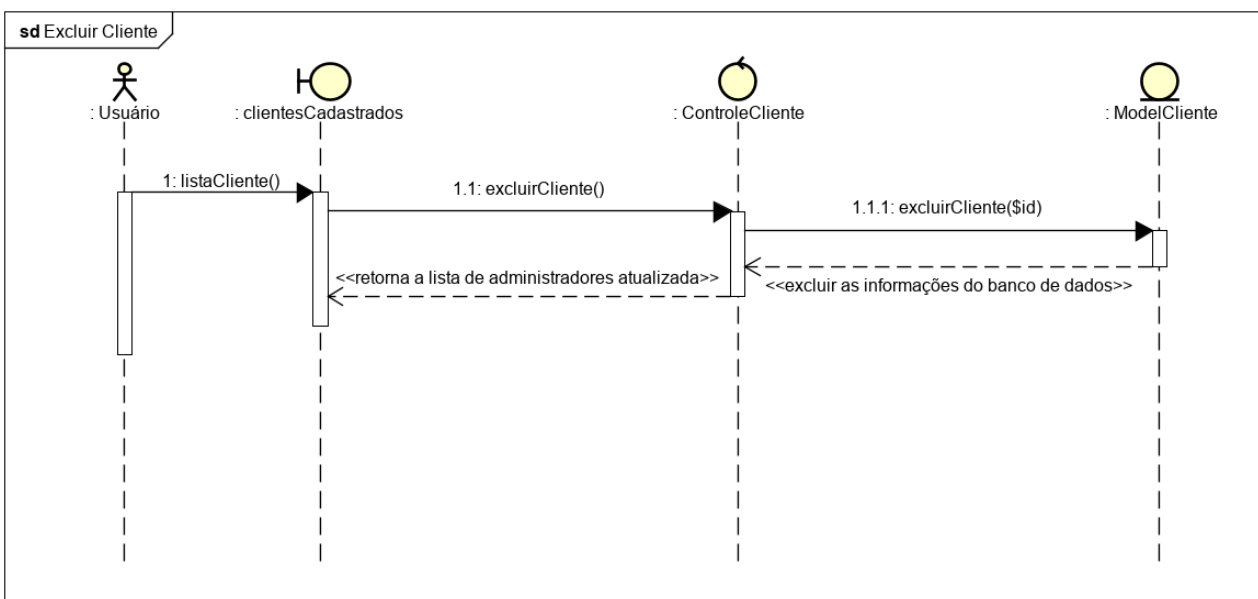 sd Excluir Cliente
: Usuário
: clientesCadastrados
: ControleCliente
: ModelCliente
1: listaCliente()
1.1: excluirCliente()
1.1.1: excluirCliente($id)
<<retorna a lista de administradores atualizada>>
<<excluir as informações do banco de dados>>